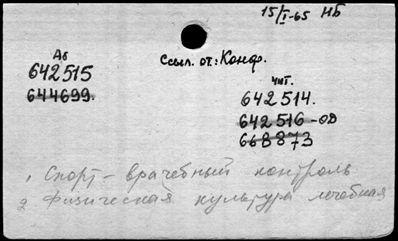 15/I-65 НБ
Аб
642515
644699.
Ссыл. от: Конф.
чит.
642514.
642516-ОД
668873
1 Спорт - врачебный контроль
2 Физическая культура лечебная